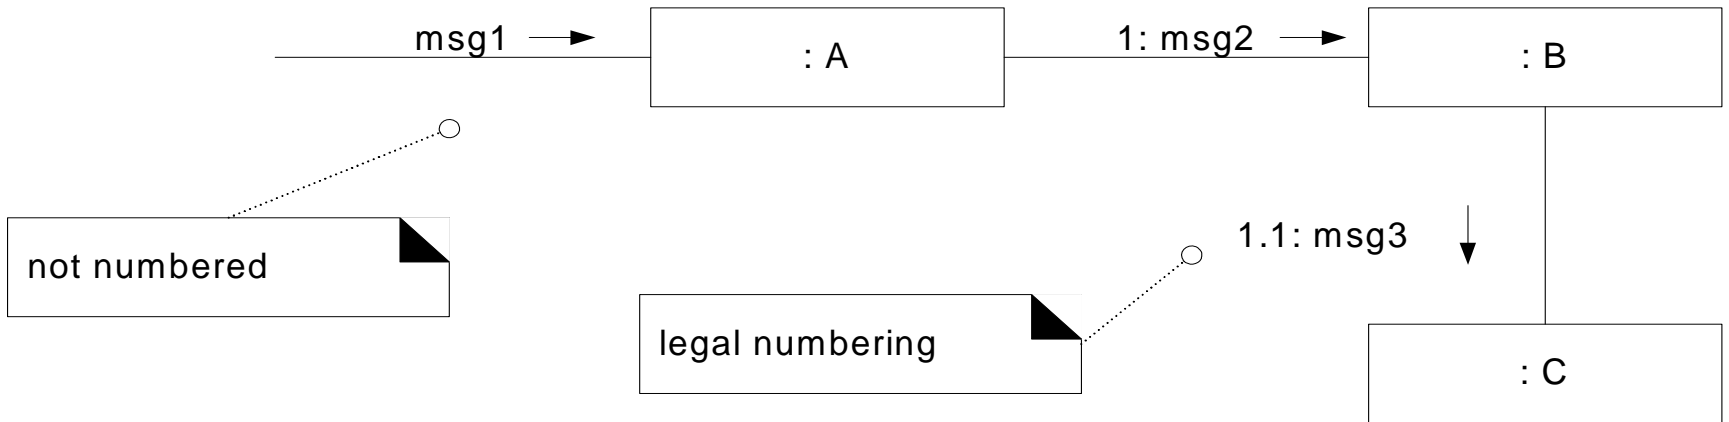 msg1
: A
1: msg2
: B
not numbered
1.1: msg3
legal numbering
: C